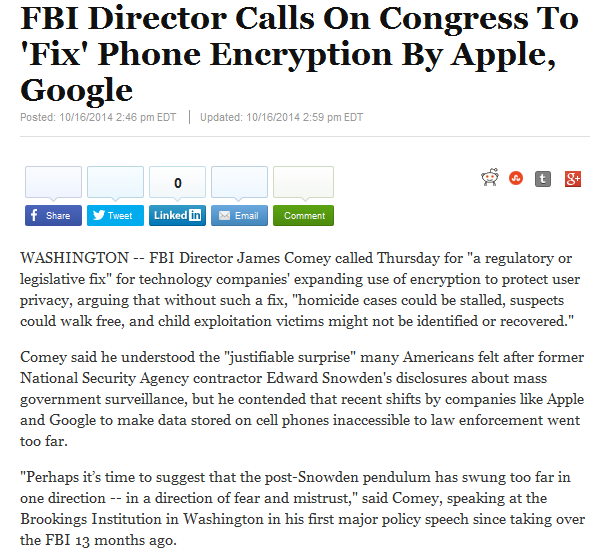 FBI Director Calls On Congress To
'Fix' Phone Encryption By Apple,
Google
Posted: 10/16/2014 2:46 pm EDT | Updated: 10/16/2014 2:59 pm EDT
0
f Share Tweet Linked in Email Comment
t g+
WASHINGTON -- FBI Director James Comey called Thursday for "a regulatory or
legislative fix" for technology companies' expanding use of encryption to protect user
privacy, arguing that without such a fix, "homicide cases could be stalled, suspects
could walk free, and child exploitation victims might not be identified or recovered."
Comey said he understood the "justifiable surprise" many Americans felt after former
National Security Agency contractor Edward Snowden's disclosures about mass
government surveillance, but he contended that recent shifts by companies like Apple
and Google to make data stored on cell phones inaccessible to law enforcement went
too far.
"Perhaps it’s time to suggest that the post-Snowden pendulum has swung too far in
one direction -- in a direction of fear and mistrust," said Comey, speaking at the
Brookings Institution in Washington in his first major policy speech since taking over
the FBI 13 months ago.